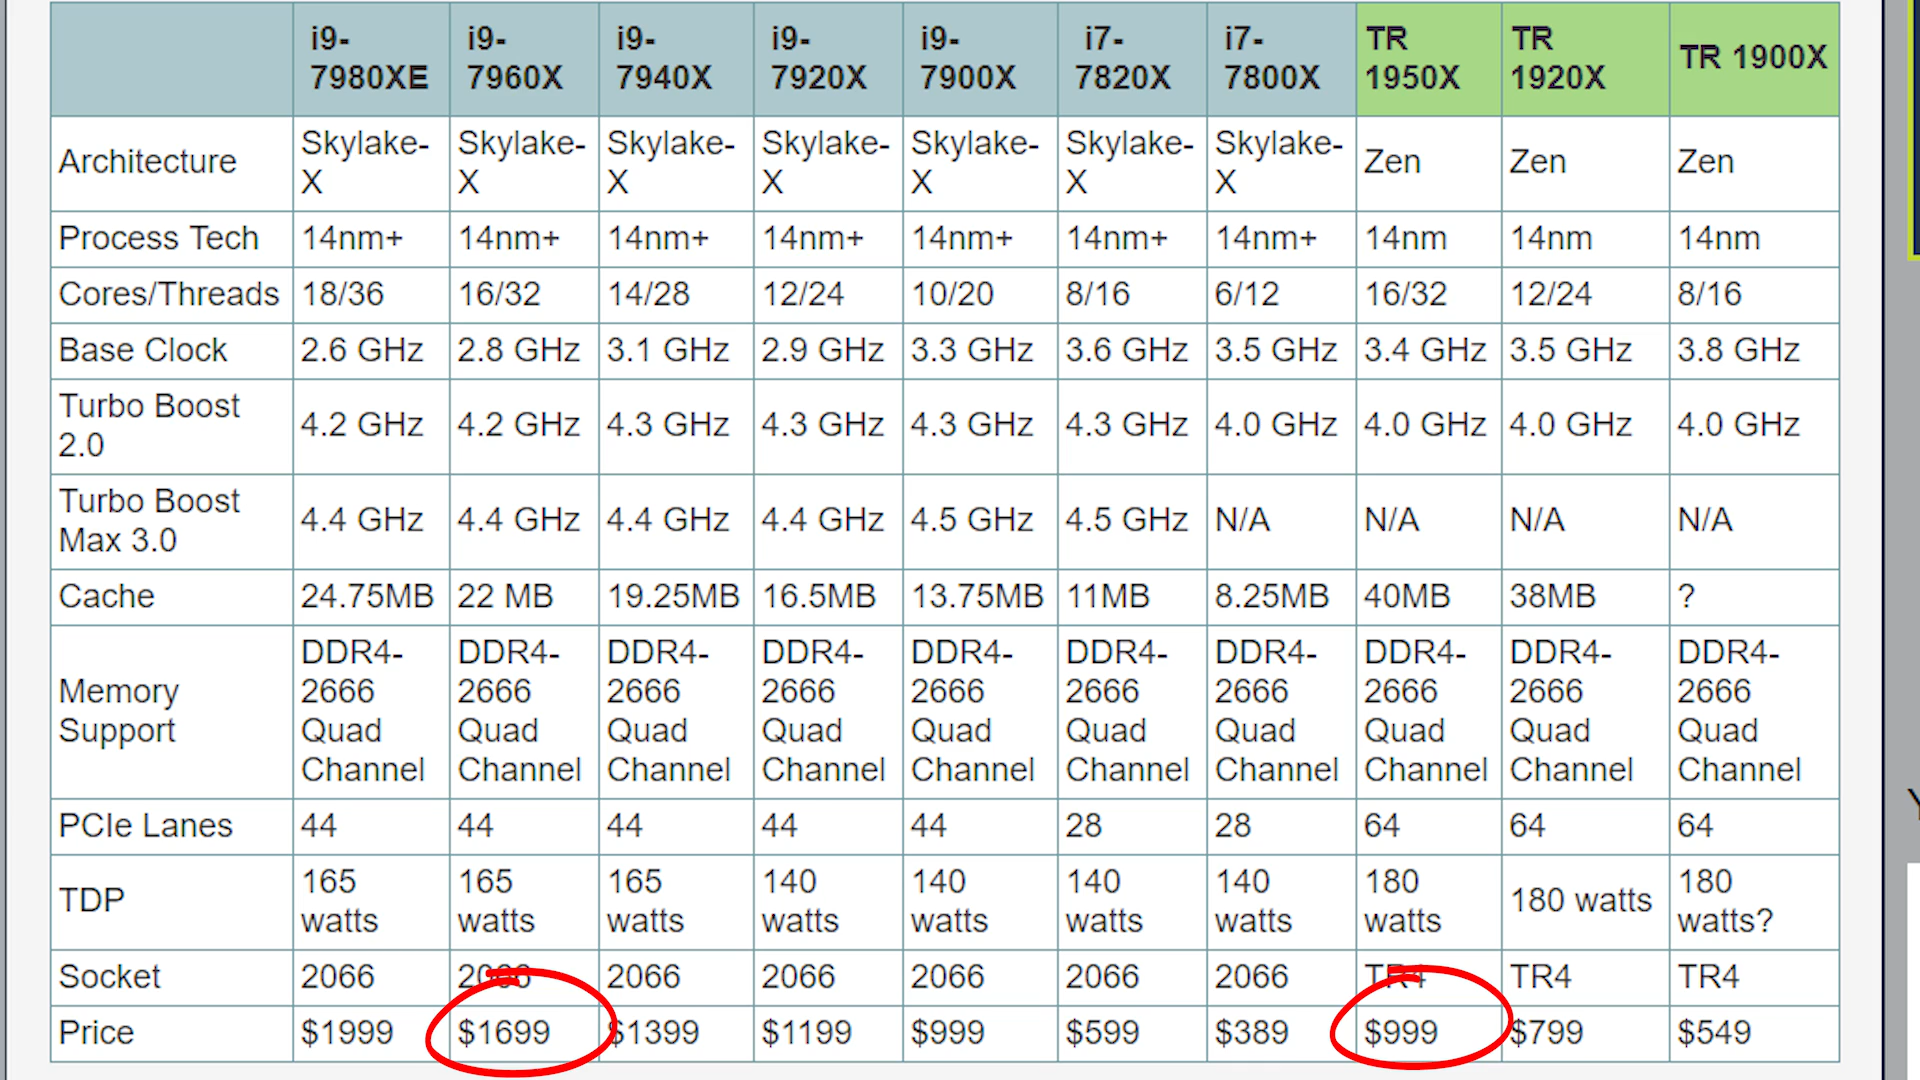 i9-7980XE i9-7960X i9-7940X i9-7920X i9-7900X i7-7820X i7-7800X TR 1950X TR 1920X TR 1900X
Architecture Skylake-X Skylake-X Skylake-X Skylake-X Skylake-X Skylake-X Skylake-X Zen Zen Zen
Process Tech 14nm+ 14nm+ 14nm+ 14nm+ 14nm+ 14nm+ 14nm+ 14nm 14nm 14nm
Cores/Threads 18/36 16/32 14/28 12/24 10/20 8/16 6/12 16/32 12/24 8/16
Base Clock 2.6 GHz 2.8 GHz 3.1 GHz 2.9 GHz 3.3 GHz 3.6 GHz 3.5 GHz 3.4 GHz 3.5 GHz 3.8 GHz
Turbo Boost 2.0 4.2 GHz 4.2 GHz 4.3 GHz 4.3 GHz 4.3 GHz 4.3 GHz 4.0 GHz 4.0 GHz 4.0 GHz 4.0 GHz
Turbo Boost Max 3.0 4.4 GHz 4.4 GHz 4.4 GHz 4.4 GHz 4.5 GHz 4.5 GHz N/A N/A N/A N/A
Cache 24.75MB 22 MB 19.25MB 16.5MB 13.75MB 11MB 8.25MB 40MB 38MB ?
Memory Support DDR4-2666 Quad Channel DDR4-2666 Quad Channel DDR4-2666 Quad Channel DDR4-2666 Quad Channel DDR4-2666 Quad Channel DDR4-2666 Quad Channel DDR4-2666 Quad Channel DDR4-2666 Quad Channel DDR4-2666 Quad Channel DDR4-2666 Quad Channel
PCIe Lanes 44 44 44 44 44 28 28 64 64 64
TDP 165 watts 165 watts 165 watts 140 watts 140 watts 140 watts 140 watts 180 watts 180 watts 180 watts?
Socket 2066 2066 2066 2066 2066 2066 2066 TR4 TR4 TR4
Price $1999 $1699 $1399 $1199 $999 $599 $389 $999 $799 $549